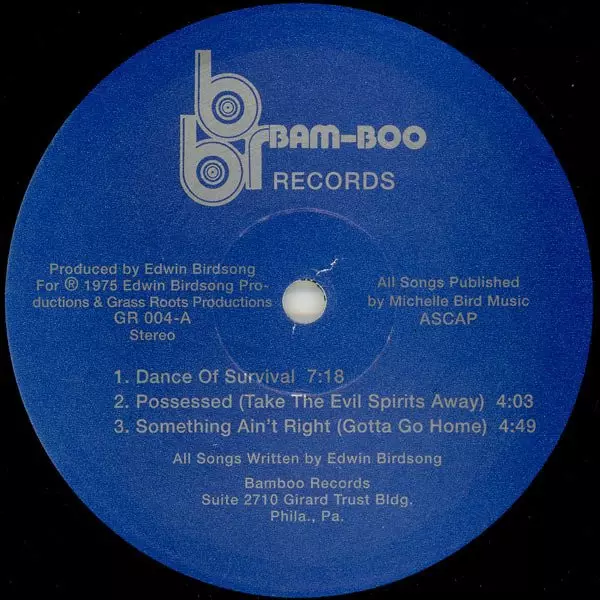 bbr BAM-BOO
RECORDS
Produced by Edwin Birdsong
For ℗ 1975 Edwin Birdsong Pro-
ductions & Grass Roots Productions
GR 004-A
Stereo
All Songs Published
by Michelle Bird Music
ASCAP
1. Dance Of Survival 7:18
2. Possessed (Take The Evil Spirits Away) 4:03
3. Something Ain't Right (Gotta Go Home) 4:49
All Songs Written by Edwin Birdsong
Bamboo Records
Suite 2710 Girard Trust Bldg.
Phila., Pa.